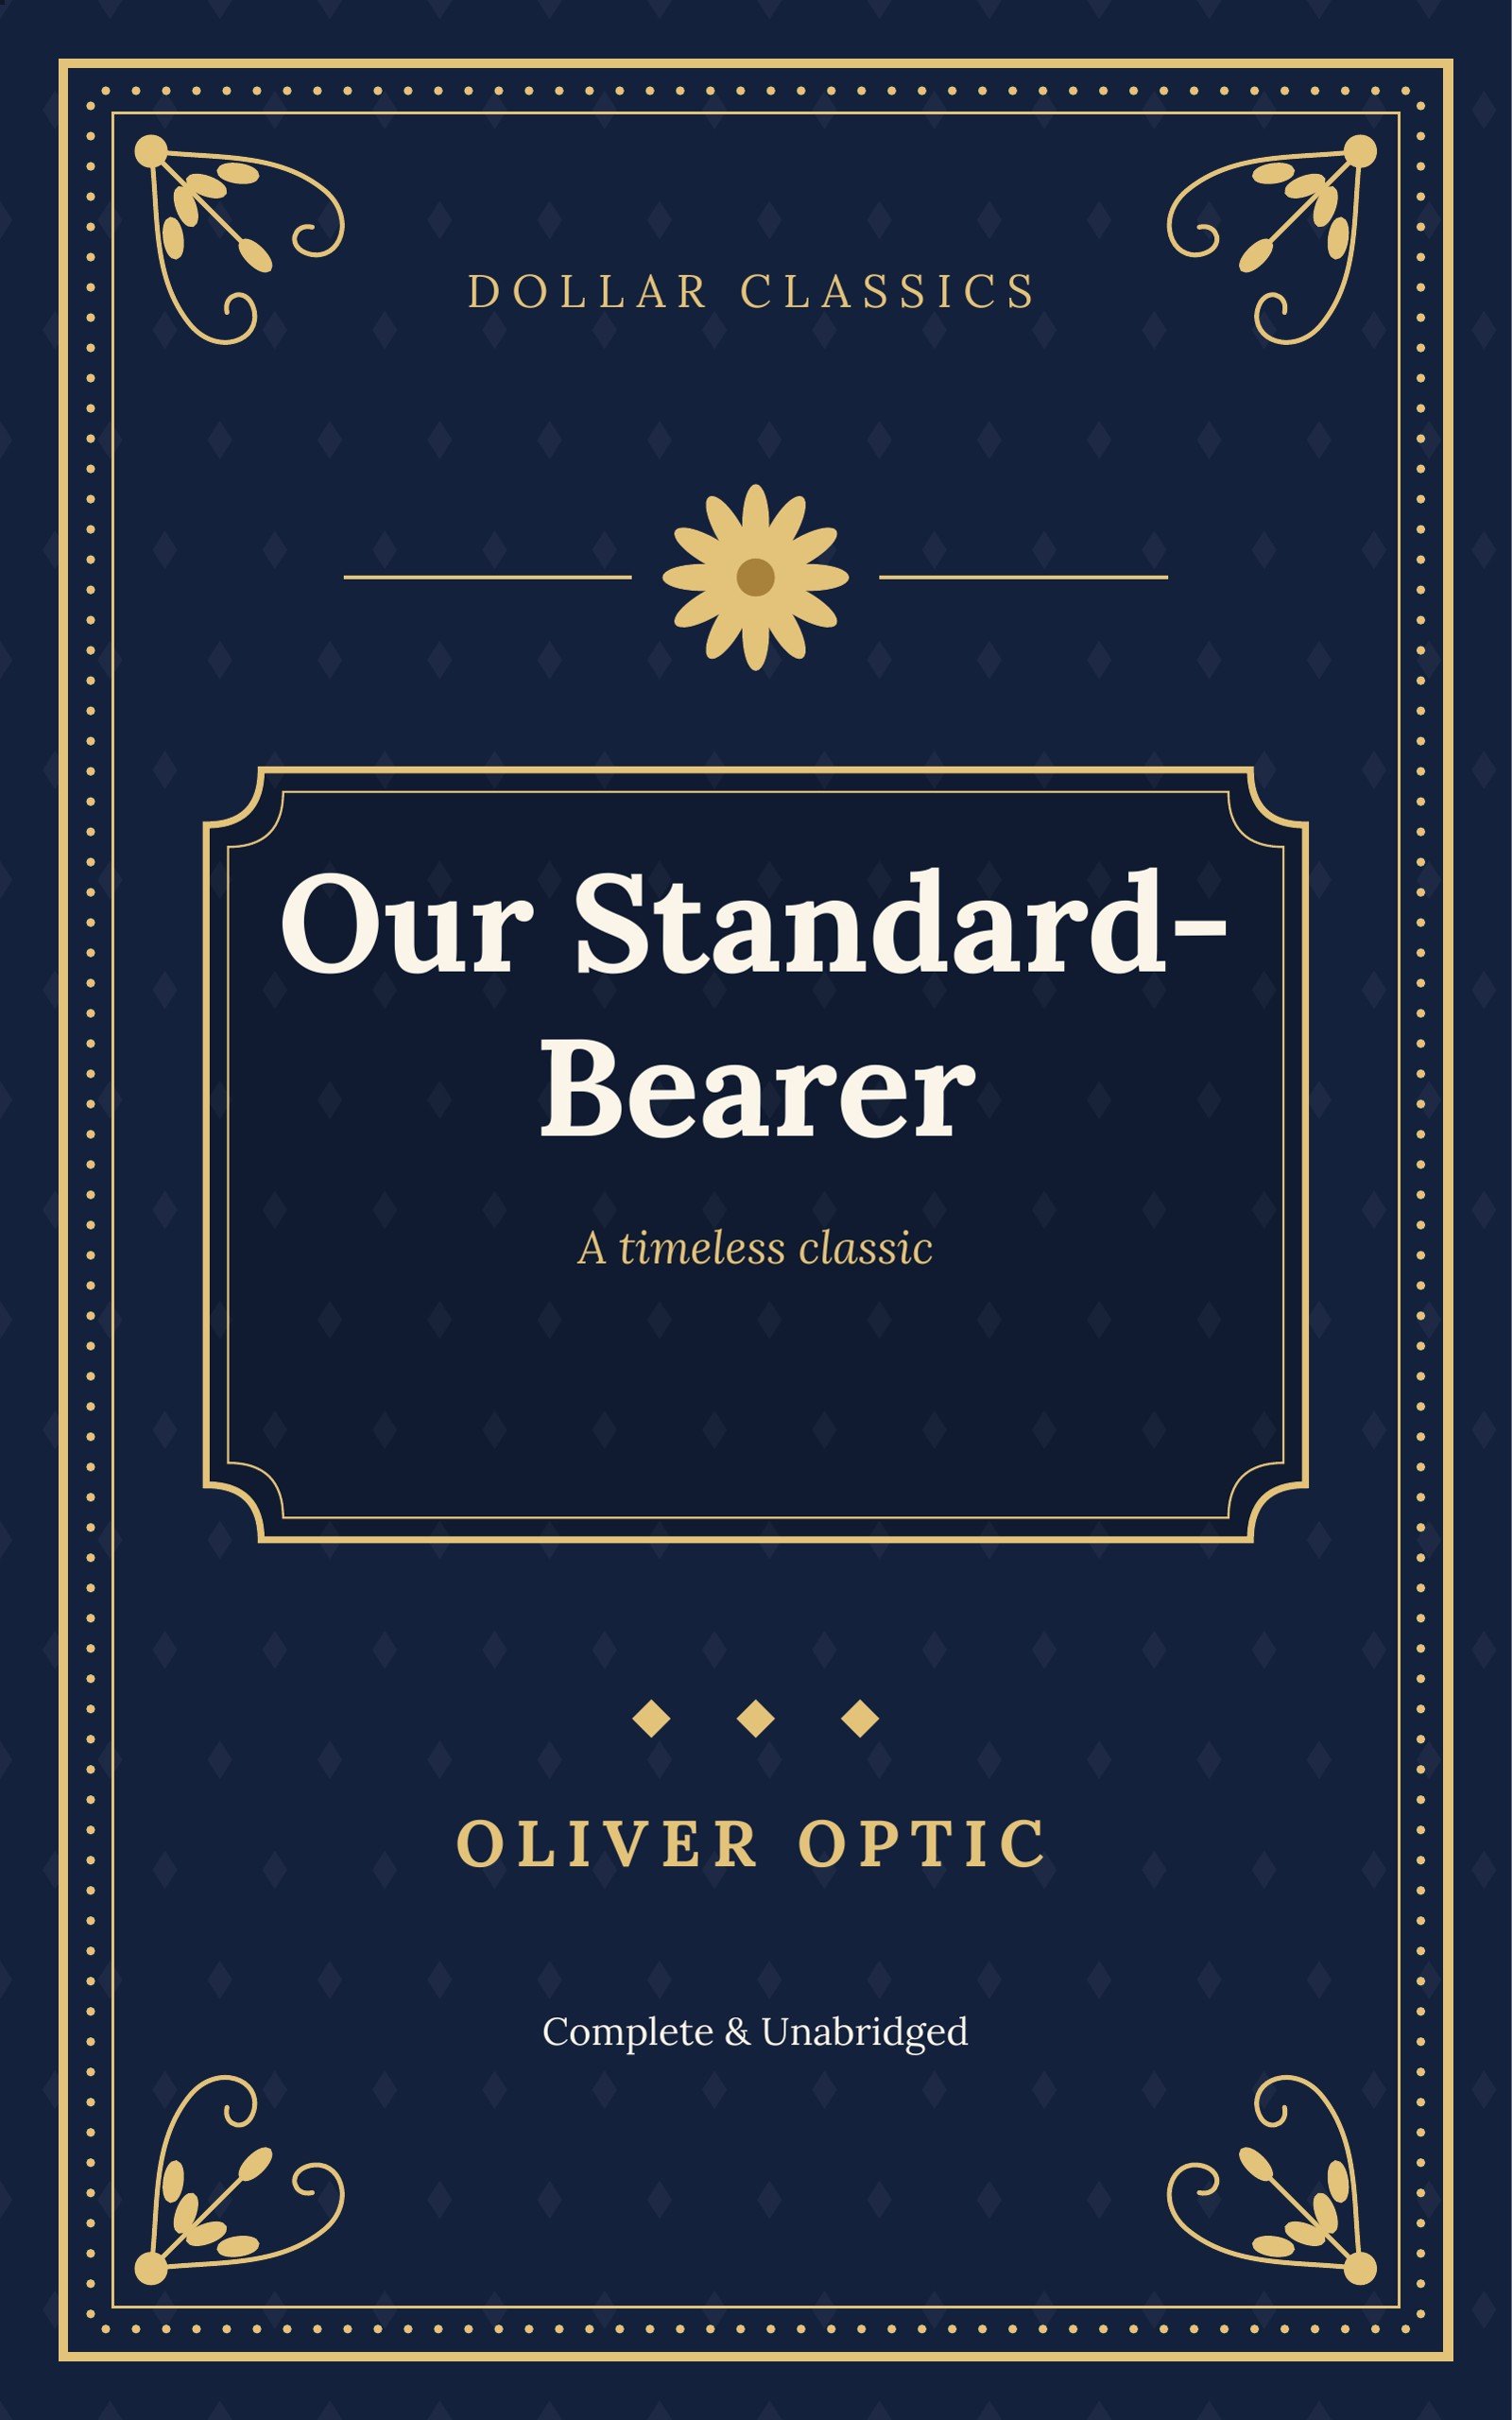 DOLLAR CLASSICS
Our Standard-
Bearer
A timeless classic
OLIVER OPTIC
Complete & Unabridged